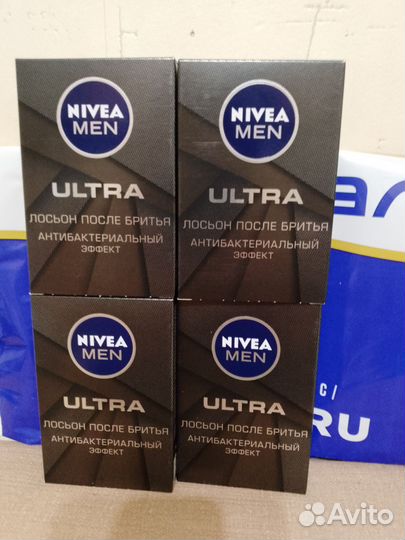 NIVEA
MEN
ULTRA
ЛОСЬОН ПОСЛЕ БРИТЬЯ
АНТИБАКТЕРИАЛЬНЫЙ
ЭФФЕКТ
NIVEA
MEN
ULTRA
ЛОСЬОН ПОСЛЕ БРИТЬЯ
АНТИБАКТЕРИАЛЬНЫЙ
ЭФФЕКТ
NIVEA
MEN
ULTRA
ЛОСЬОН ПОСЛЕ БРИТЬЯ
АНТИБАКТЕРИАЛЬНЫЙ
ЭФФЕКТ
NIVEA
MEN
ULTRA
ЛОСЬОН ПОСЛЕ БРИТЬЯ
АНТИБАКТЕРИАЛЬНЫЙ
ЭФФЕКТ
RU
Avito